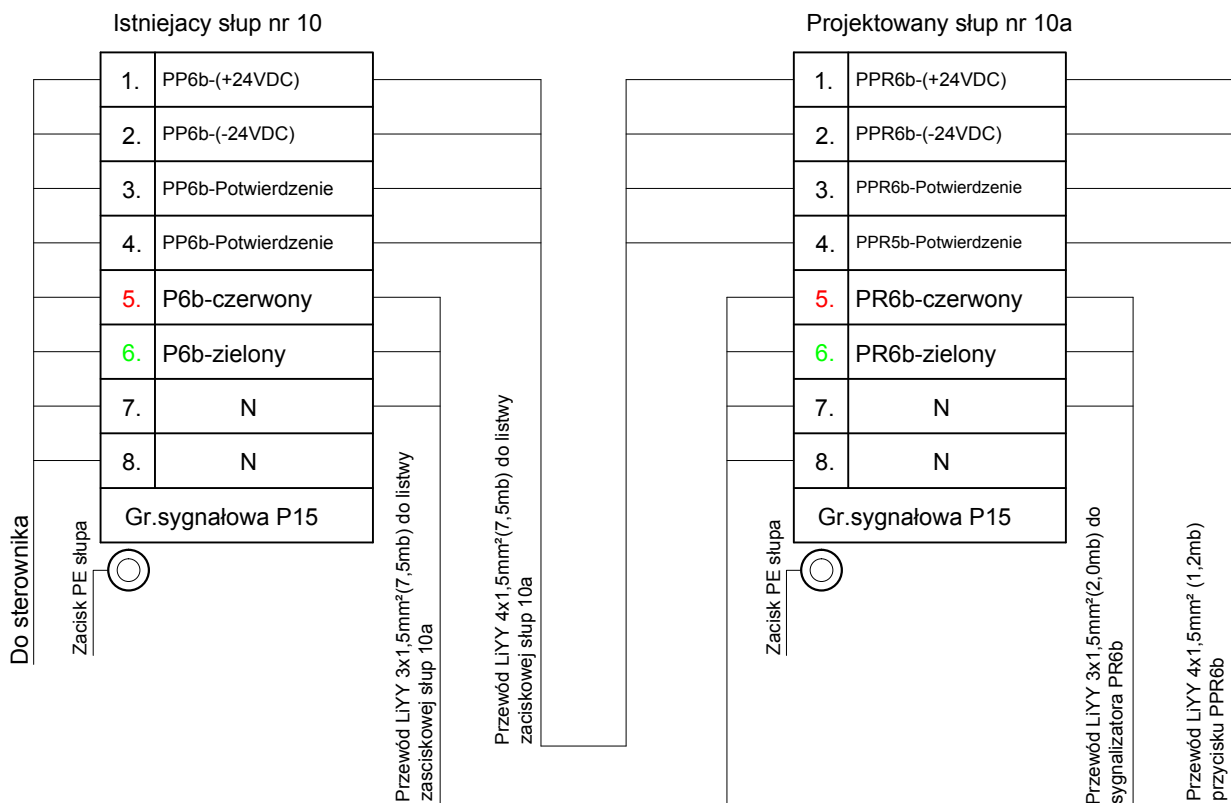 Istniejacy słup nr 10
1. PP6b-(+24VDC)
2. PP6b-(-24VDC)
3. PP6b-Potwierdzenie
4. PP6b-Potwierdzenie
5. P6b-czerwony
6. P6b-zielony
7. N
8. N
Gr.sygnałowa P15
Do sterownika
Zacisk PE słupa
Przewód LiYY 3x1,5mm²(7,5mb) do listwy
zasciskowej słup 10a
Przewód LiYY 4x1,5mm²(7,5mb) do listwy
zaciskowej słup 10a
Projektowany słup nr 10a
1. PPR6b-(+24VDC)
2. PPR6b-(-24VDC)
3. PPR6b-Potwierdzenie
4. PPR5b-Potwierdzenie
5. PR6b-czerwony
6. PR6b-zielony
7. N
8. N
Gr.sygnałowa P15
Zacisk PE słupa
Przewód LiYY 3x1,5mm²(2,0mb) do
sygnalizatora PR6b
Przewód LiYY 4x1,5mm² (1,2mb)
przycisku PPR6b